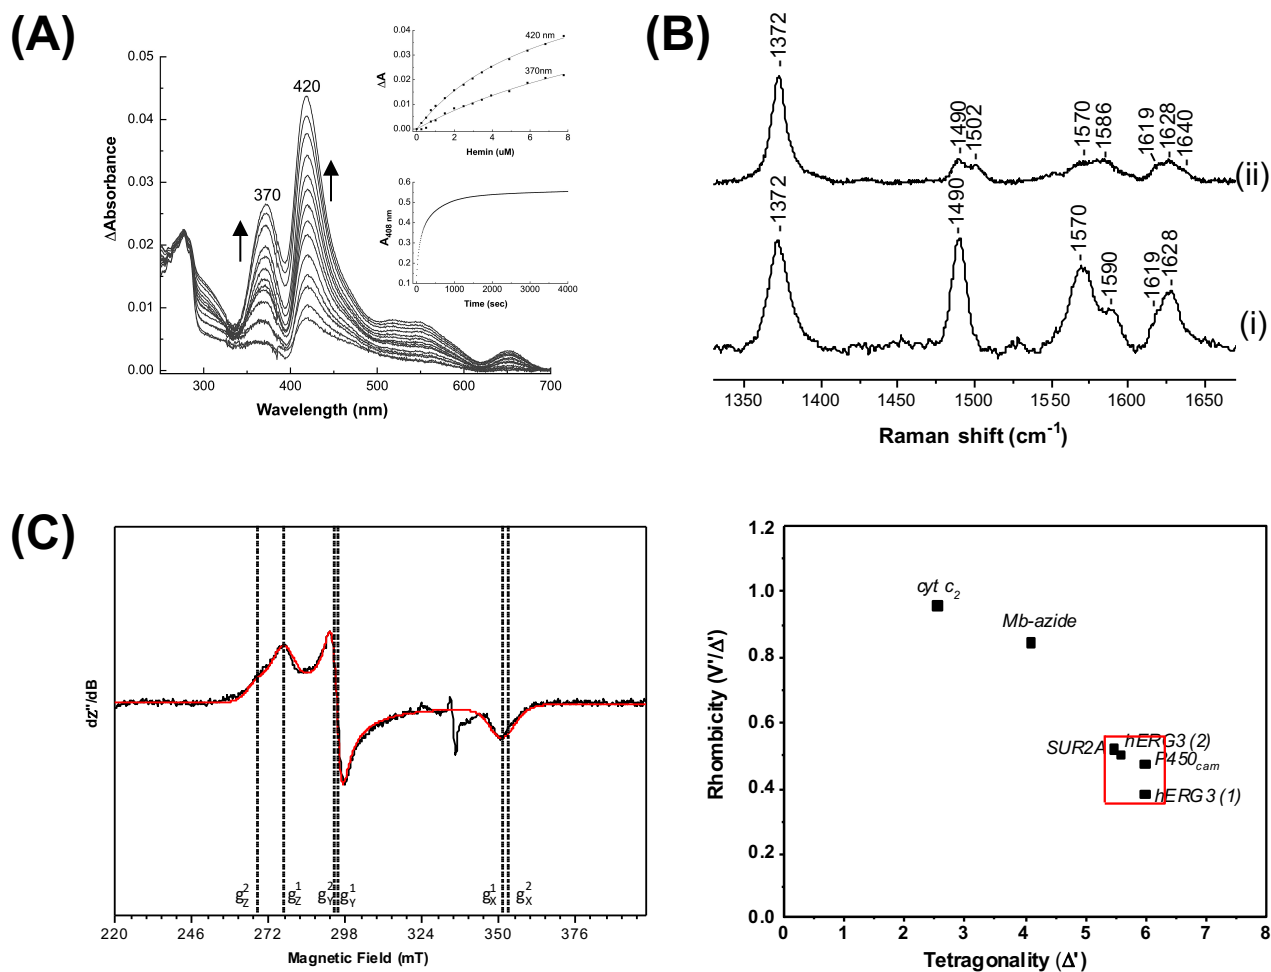 (A)
0.05
0.04
0.03
0.02
0.01
0.00
ΔAbsorbance
300 400 500 600 700
Wavelength (nm)
370
420
0.04
0.03
0.02
0.01
0.00
ΔA
420 nm
370nm
0 2 4 6 8
Hemin (uM)
0.6
0.5
0.4
0.3
0.2
0.1
A408 nm
0 1000 2000 3000 4000
Time (sec)
(B)
1372
1490
1502
1570
1586
1619
1628
1640
(ii)
1372
1490
1570
1590
1619
1628
(i)
1350 1400 1450 1500 1550 1600 1650
Raman shift (cm-1)
(C)
dZ''/dB
g2Z g1Z g2Y g1Y g1X g2X
220 246 272 298 324 350 376
Magnetic Field (mT)
1.2
1.0
0.8
0.6
0.4
0.2
0.0
Rhombicity (V'/Δ')
cyt c2
Mb-azide
SUR2A
hERG3 (2)
P450cam
hERG3 (1)
0 1 2 3 4 5 6 7 8
Tetragonality (Δ')